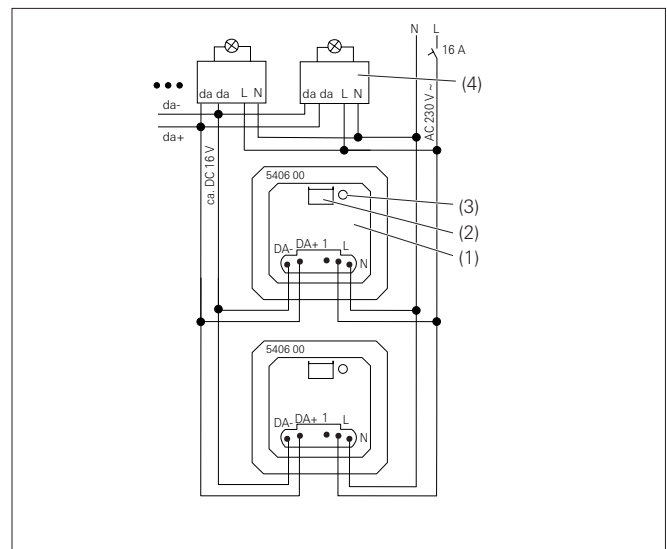 N L
16 A
(4)
da da L N
da da L N
da-
da+
AC 230 V ~
ca. DC 16 V
5406 00
(3)
(2)
(1)
DA- DA+ 1 L
N
5406 00
DA- DA+ 1 L
N